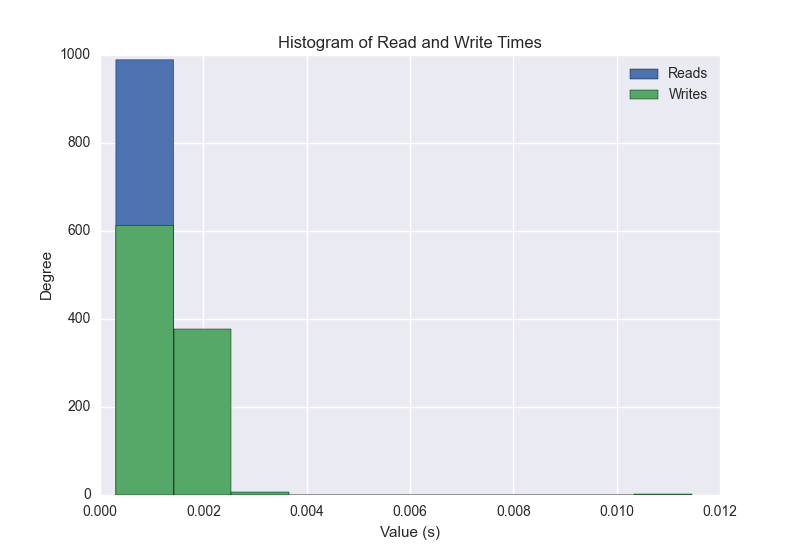 Histogram of Read and Write Times
1000
800
600
400
200
0
Degree
Reads
Writes
0.000 0.002 0.004 0.006 0.008 0.010 0.012
Value (s)